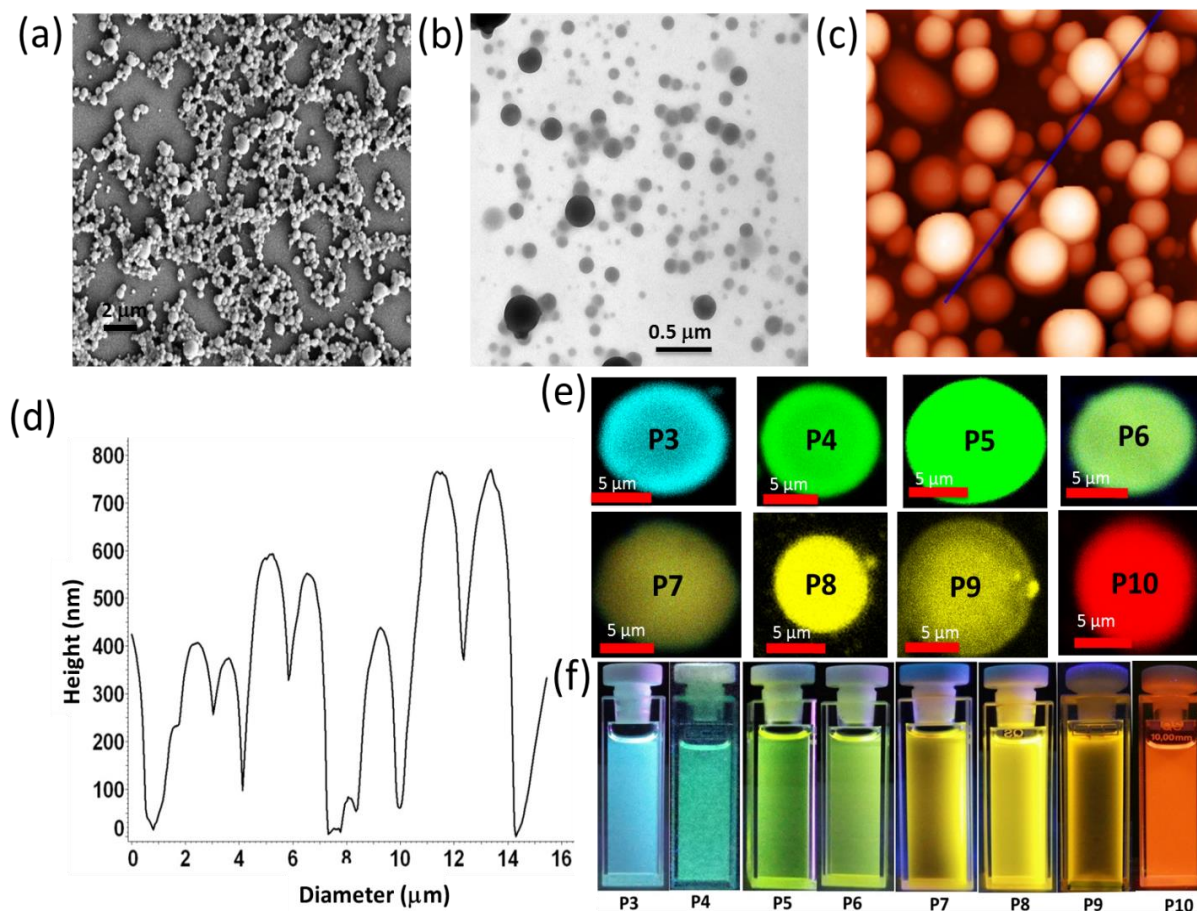 (a)
2 μm
(b)
0.5 μm
(c)
(d)
800
700
600
500
400
300
200
100
0
Height (nm)
0 2 4 6 8 10 12 14 16
Diameter (μm)
(e)
P3
5 μm
P4
5 μm
P5
5 μm
P6
5 μm
P7
5 μm
P8
5 μm
P9
5 μm
P10
5 μm
(f)
10,00mm
P3 P4 P5 P6 P7 P8 P9 P10